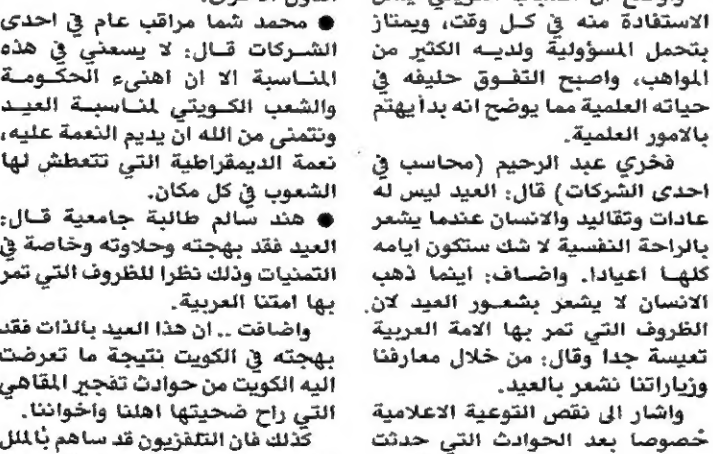 الاستفادة منه في كل وقت، ويمتاز
بتحمل المسؤولية ولديه الكثير من
المواهب، واصبح التفوق حليفه في
حياته العلمية مما يوضح انه بدأ يهتم
بالامور العلمية.
فخري عبد الرحيم (محاسب في
احدى الشركات) قال: العيد ليس له
عادات وتقاليد والانسان عندما يشعر
بالراحة النفسية لا شك ستكون ايامه
كلها اعيادا. واضاف: اينما ذهب
الانسان لا يشعر بشعور العيد لان
الظروف التي تمر بها الامة العربية
تعيسة جدا وقال: من خلال معارفنا
وزياراتنا نشعر بالعيد.
واشار الى نقص التوعية الاعلامية
خصوصا بعد الحوادث التي حدثت
● محمد شما مراقب عام في احدى
الشركات قال: لا يسعني في هذه
المناسبة الا ان اهنىء الحكومة
والشعب الكويتي لمناسبة العيد
ونتمنى من الله ان يديم النعمة عليه،
نعمة الديمقراطية التي تتعطش لها
الشعوب في كل مكان.
● هند سالم طالبة جامعية قال:
العيد فقد بهجته وحلاوته وخاصة في
التمنيات وذلك نظرا للظروف التي تمر
بها امتنا العربية.
واضافت .. ان هذا العيد بالذات فقد
بهجته في الكويت نتيجة ما تعرضت
اليه الكويت من حوادث تفجير المقاهي
التي راح ضحيتها اهلنا واخواننا.
كذلك فان التلفزيون قد ساهم بالملل